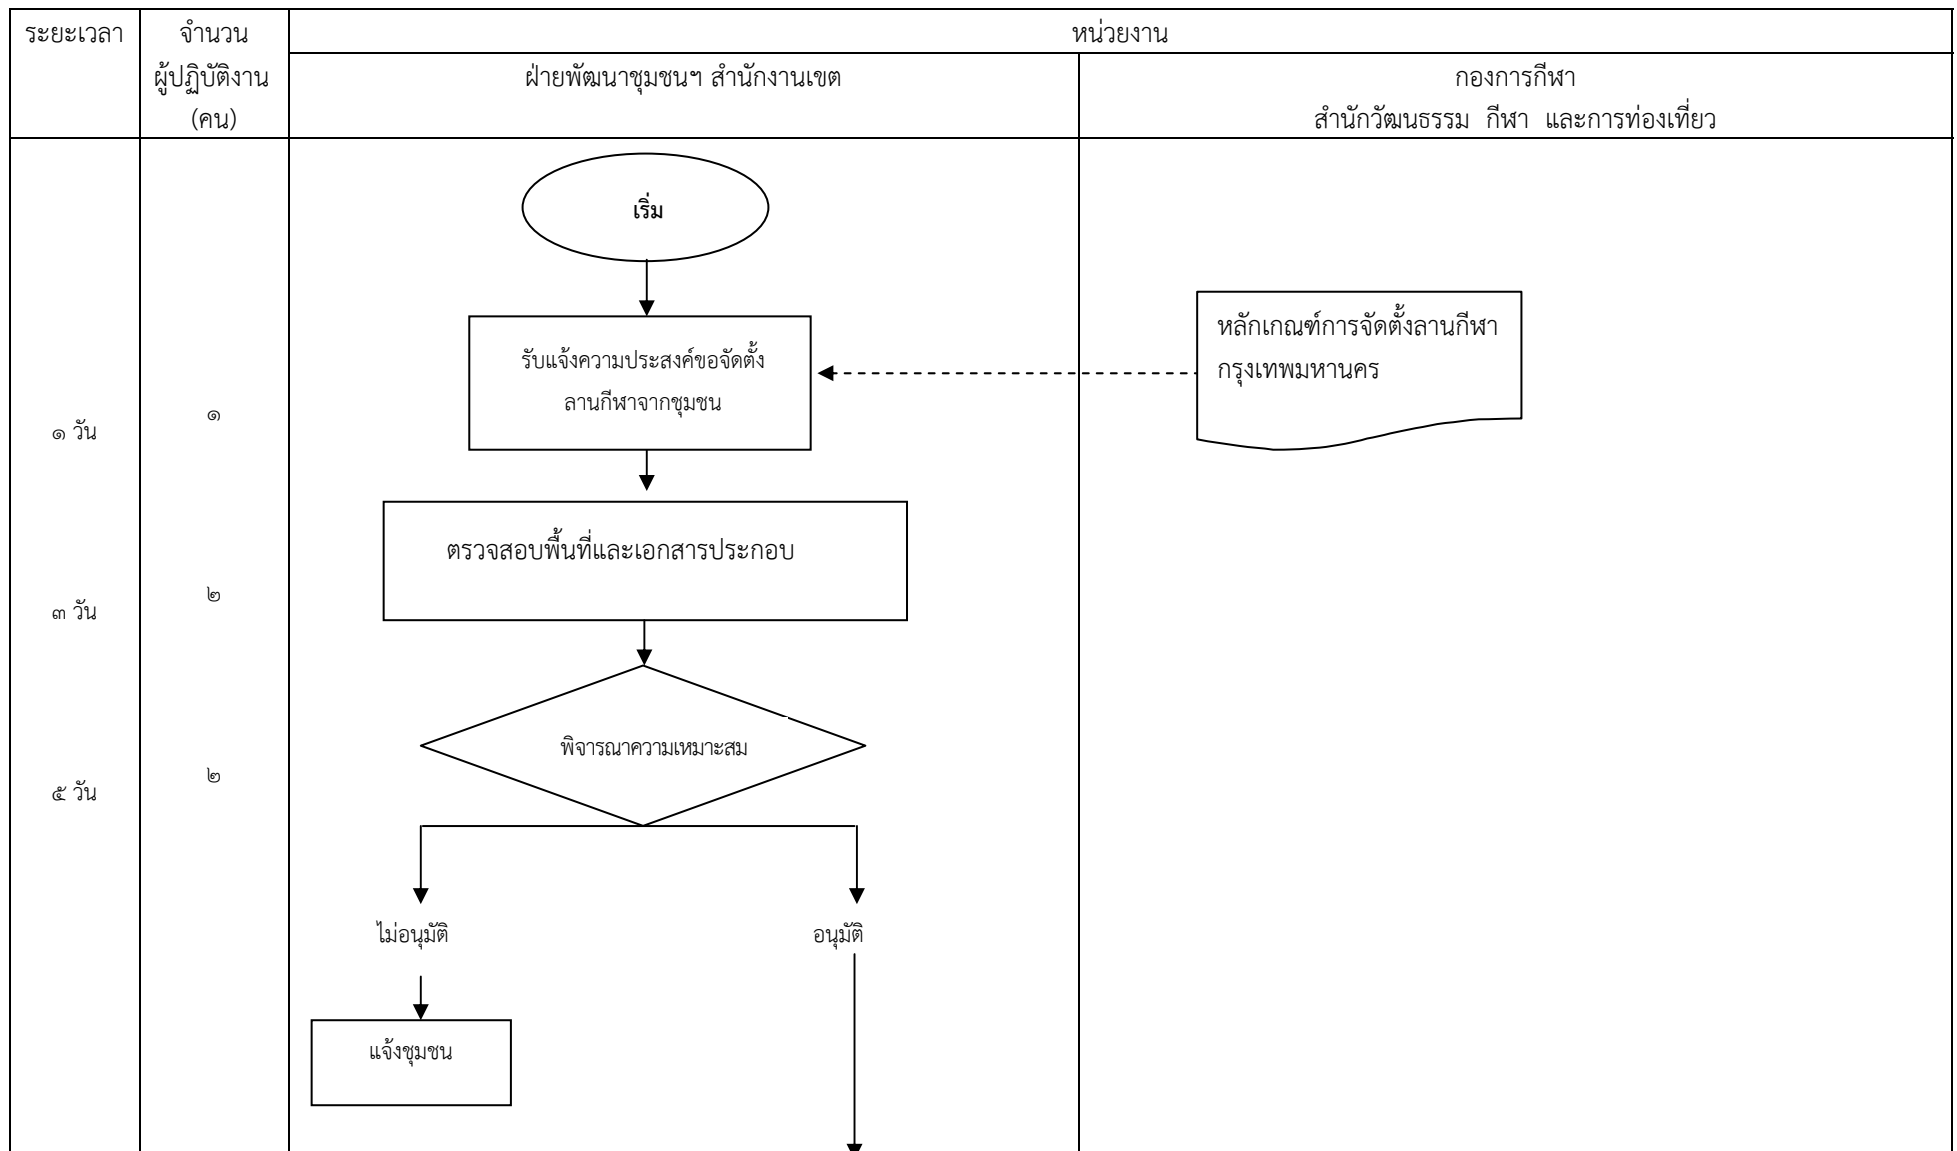 ระยะเวลา
จำนวน
ผู้ปฏิบัติงาน
(คน)
หน่วยงาน
ฝ่ายพัฒนาชุมชนฯ สำนักงานเขต
กองการกีฬา
สำนักวัฒนธรรม กีฬา และการท่องเที่ยว
เริ่ม
หลักเกณฑ์การจัดตั้งลานกีฬา
กรุงเทพมหานคร
รับแจ้งความประสงค์ขอจัดตั้ง
ลานกีฬาจากชุมชน
๑ วัน
๑
ตรวจสอบพื้นที่และเอกสารประกอบ
๓ วัน
๒
พิจารณาความเหมาะสม
๕ วัน
๒
ไม่อนุมัติ
อนุมัติ
แจ้งชุมชน